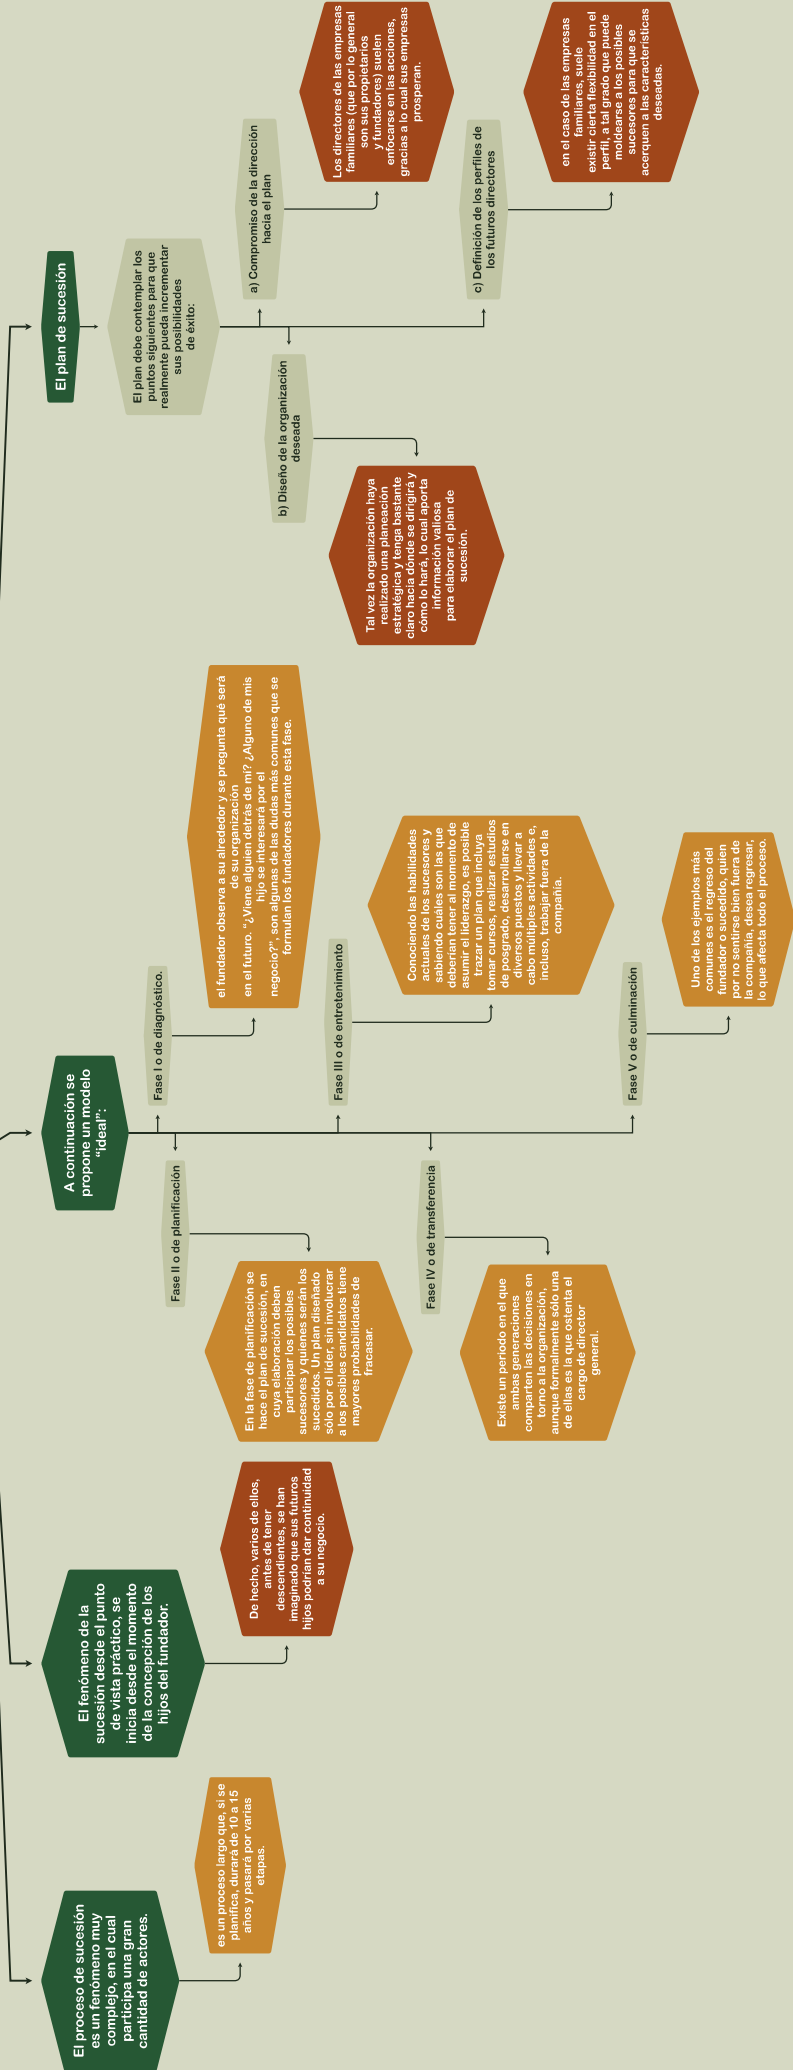 El proceso de sucesión
es un fenómeno muy
complejo, en el cual
participa una gran
cantidad de actores.
es un proceso largo que, si se
planifica, durará de 10 a 15
años y pasará por varias
etapas.
El fenómeno de la
sucesión desde el punto
de vista práctico, se
inicia desde el momento
de la concepción de los
hijos del fundador.
De hecho, varios de ellos,
antes de tener
descendientes, se han
imaginado que sus futuros
hijos podrían dar continuidad
a su negocio.
A continuación se
propone un modelo
“ideal”:
Fase I o de diagnóstico.
el fundador observa a su alrededor y se pregunta qué será
de su organización
en el futuro. “¿Viene alguien detrás de mí? ¿Alguno de mis
hijo se interesará por el
negocio?”, son algunas de las dudas más comunes que se
formulan los fundadores durante esta fase.
Fase II o de planificación
En la fase de planificación se
hace el plan de sucesión, en
cuya elaboración deben
participar los posibles
sucesores y quienes serán los
sucedidos. Un plan diseñado
sólo por el líder, sin involucrar
a los posibles candidatos tiene
mayores probabilidades de
fracasar.
Fase III o de entretenimiento
Conociendo las habilidades
actuales de los sucesores y
sabiendo cuáles son las que
deberían tener al momento de
asumir el liderazgo, es posible
trazar un plan que incluya
tomar cursos, realizar estudios
de posgrado, desarrollarse en
diversos puestos y llevar a
cabo múltiples actividades e,
incluso, trabajar fuera de la
compañía.
Fase IV o de transferencia
Existe un periodo en el que
ambas generaciones
comparten las decisiones en
torno a la organización,
aunque formalmente sólo una
de ellas es la que ostenta el
cargo de director
general.
Fase V o de culminación
Uno de los ejemplos más
comunes es el regreso del
fundador o sucedido, quien
por no sentirse bien fuera de
la compañía, desea regresar,
lo que afecta todo el proceso.
El plan de sucesión
El plan debe contemplar los
puntos siguientes para que
realmente pueda incrementar
sus posibilidades
de éxito:
a) Compromiso de la dirección
hacia el plan
Los directores de las empresas
familiares (que por lo general
son sus propietarios
y fundadores) suelen
enfocarse en las acciones,
gracias a lo cual sus empresas
prosperan.
b) Diseño de la organización
deseada
Tal vez la organización haya
realizado una planeación
estratégica y tenga bastante
claro hacia dónde se dirigirá y
cómo lo hará, lo cual aporta
información valiosa
para elaborar el plan de
sucesión.
c) Definición de los perfiles de
los futuros directores
en el caso de las empresas
familiares, suele
existir cierta flexibilidad en el
perfil, a tal grado que puede
moldearse a los posibles
sucesores para que se
acerquen a las características
deseadas.